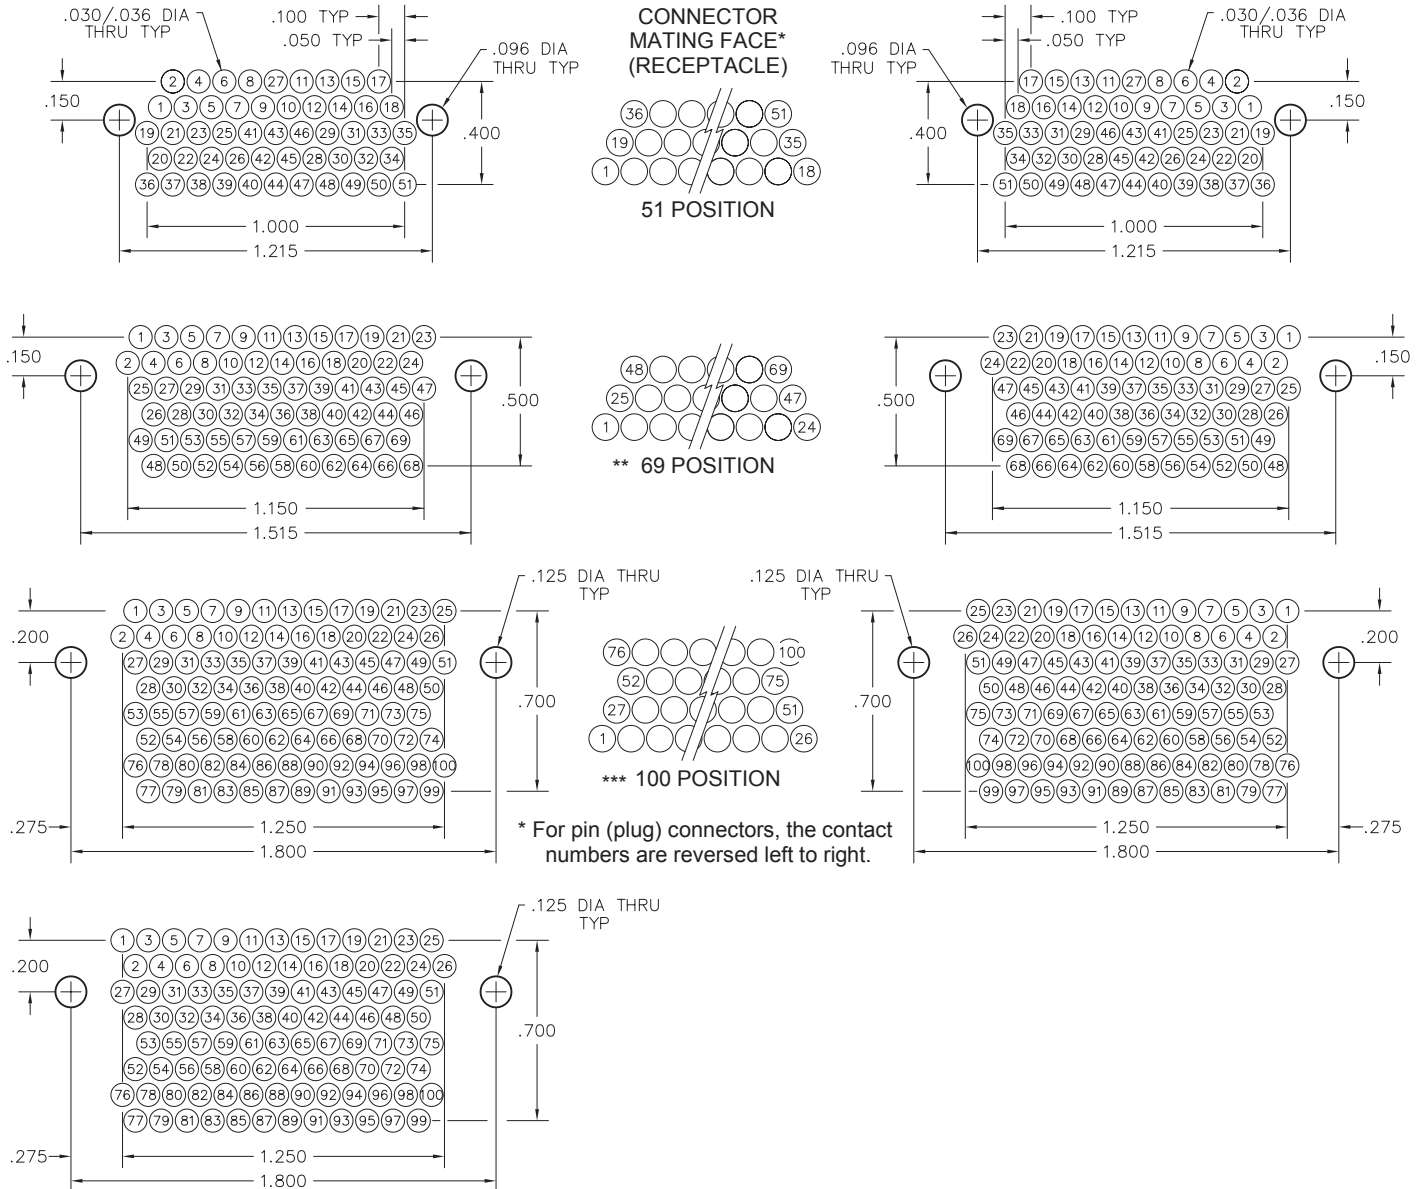 .030/.036 DIA
THRU TYP
.100 TYP
.050 TYP
.096 DIA
THRU TYP
.150
2 4 6 8 27 11 13 15 17
1 3 5 7 9 10 12 14 16 18
19 21 23 25 41 43 46 29 31 33 35
20 22 24 26 42 45 28 30 32 34
36 37 38 39 40 44 47 48 49 50 51
.400
1.000
1.215
CONNECTOR
MATING FACE*
(RECEPTACLE)
36 51
19 35
1 18
51 POSITION
.100 TYP
.050 TYP
.030/.036 DIA
THRU TYP
.096 DIA
THRU TYP
17 15 13 11 27 8 6 4 2
18 16 14 12 10 9 7 5 3 1
35 33 31 29 46 43 41 25 23 21 19
34 32 30 28 45 42 26 24 22 20
51 50 49 48 47 44 40 39 38 37 36
.400
.150
1.000
1.215
.150
1 3 5 7 9 11 13 15 17 19 21 23
2 4 6 8 10 12 14 16 18 20 22 24
25 27 29 31 33 35 37 39 41 43 45 47
26 28 30 32 34 36 38 40 42 44 46
49 51 53 55 57 59 61 63 65 67 69
48 50 52 54 56 58 60 62 64 66 68
.500
1.150
1.515
48 69
25 47
1 24
** 69 POSITION
23 21 19 17 15 13 11 9 7 5 3 1
24 22 20 18 16 14 12 10 8 6 4 2
47 45 43 41 39 37 35 33 31 29 27 25
46 44 42 40 38 36 34 32 30 28 26
69 67 65 63 61 59 57 55 53 51 49
68 66 64 62 60 58 56 54 52 50 48
.500
.150
1.150
1.515
.125 DIA THRU
TYP
.200
1 3 5 7 9 11 13 15 17 19 21 23 25
2 4 6 8 10 12 14 16 18 20 22 24 26
27 29 31 33 35 37 39 41 43 45 47 49 51
28 30 32 34 36 38 40 42 44 46 48 50
53 55 57 59 61 63 65 67 69 71 73 75
52 54 56 58 60 62 64 66 68 70 72 74
76 78 80 82 84 86 88 90 92 94 96 98 100
77 79 81 83 85 87 89 91 93 95 97 99
.700
.275
1.250
1.800
76 100
52 75
27 51
1 26
*** 100 POSITION
* For pin (plug) connectors, the contact
numbers are reversed left to right.
.125 DIA THRU
TYP
25 23 21 19 17 15 13 11 9 7 5 3 1
26 24 22 20 18 16 14 12 10 8 6 4 2
51 49 47 45 43 41 39 37 35 33 31 29 27
50 48 46 44 42 40 38 36 34 32 30 28
75 73 71 69 67 65 63 61 59 57 55 53
74 72 70 68 66 64 62 60 58 56 54 52
100 98 96 94 92 90 88 86 84 82 80 78 76
99 97 95 93 91 89 87 85 83 81 79 77
.700
.200
.275
1.250
1.800
.125 DIA THRU
TYP
.200
1 3 5 7 9 11 13 15 17 19 21 23 25
2 4 6 8 10 12 14 16 18 20 22 24 26
27 29 31 33 35 37 39 41 43 45 47 49 51
28 30 32 34 36 38 40 42 44 46 48 50
53 55 57 59 61 63 65 67 69 71 73 75
52 54 56 58 60 62 64 66 68 70 72 74
76 78 80 82 84 86 88 90 92 94 96 98 100
77 79 81 83 85 87 89 91 93 95 97 99
.700
.275
1.250
1.800